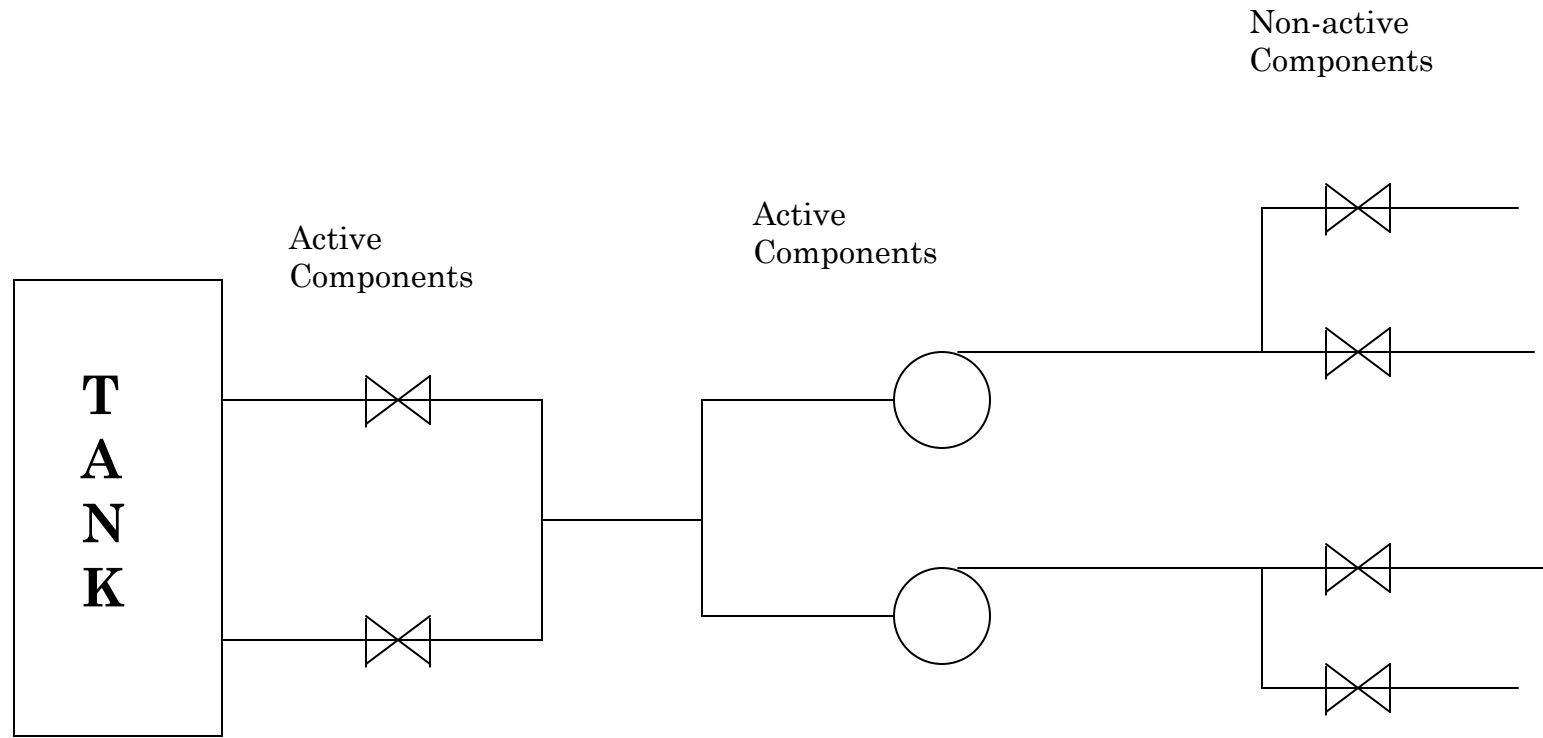 Non-active
Components
Active
Components
Active
Components
T
A
N
K